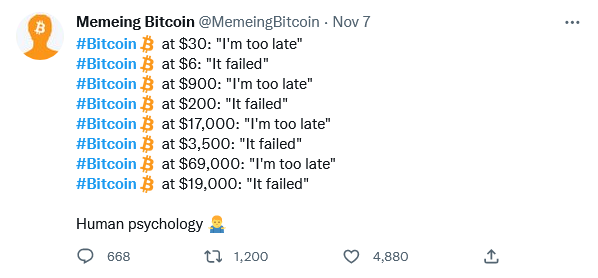 Memeing Bitcoin @MemeingBitcoin · Nov 7
#Bitcoin at $30: "I'm too late"
#Bitcoin at $6: "It failed"
#Bitcoin at $900: "I'm too late"
#Bitcoin at $200: "It failed"
#Bitcoin at $17,000: "I'm too late"
#Bitcoin at $3,500: "It failed"
#Bitcoin at $69,000: "I'm too late"
#Bitcoin at $19,000: "It failed"
Human psychology 🤷‍♂️
668 1,200 4,880